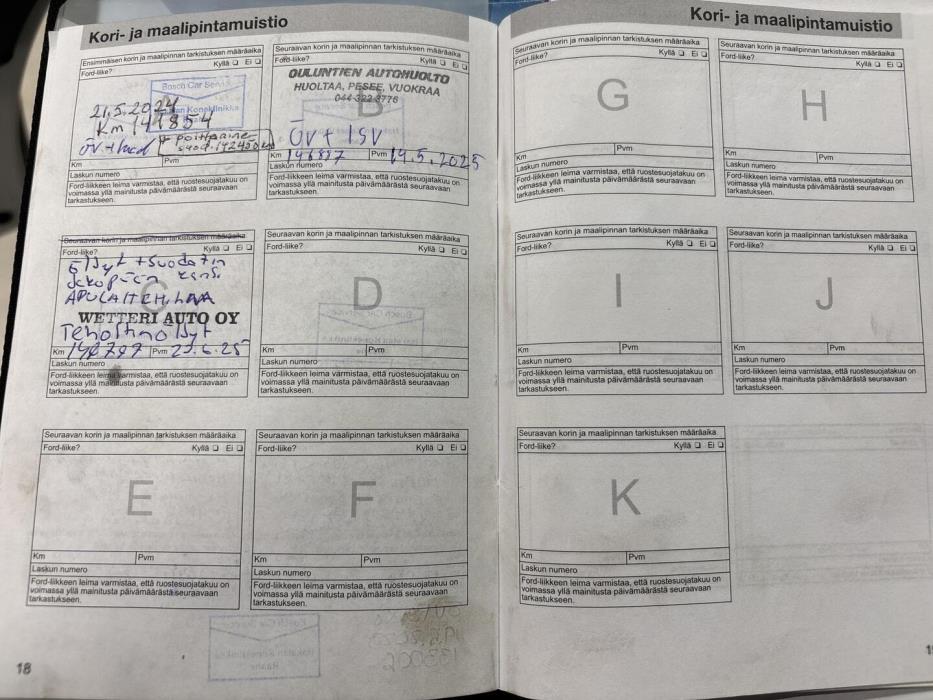 Kori- ja maalipintamuistio
Ensimmäisen korin ja maalipinnan tarkistuksen määräaika
Ford-liike? Kyllä Ei
Bosch Car Service
21.5.2024
Km 141854
ÖV +
Km Pvm
Laskun numero
Ford-liikkeen leima varmistaa, että ruostesuojatakuu on
voimassa yllä mainitusta päivämäärästä seuraavaan
tarkastukseen.
Seuraavan korin ja maalipinnan tarkistuksen määräaika
Ford-liike? Kyllä Ei
OULUNTIEN AUTOHUOLTO
HUOLTAA, PESEE, VUOKRAA
044 322 8776
B
ÖV + ISV
Km 146897 Pvm 14.5.2025
Laskun numero
Ford-liikkeen leima varmistaa, että ruostesuojatakuu on
voimassa yllä mainitusta päivämäärästä seuraavaan
tarkastukseen.
Seuraavan korin ja maalipinnan tarkistuksen määräaika
Ford-liike? Kyllä Ei
öljyt + suodatin
Jakopään
APULAITEHIHNA
C
WETTERI AUTO OY
Km Pvm 23.6.25
Laskun numero
Ford-liikkeen leima varmistaa, että ruostesuojatakuu on
voimassa yllä mainitusta päivämäärästä seuraavaan
tarkastukseen.
Seuraavan korin ja maalipinnan tarkistuksen määräaika
Ford-liike? Kyllä Ei
D
Km Pvm
Laskun numero
Ford-liikkeen leima varmistaa, että ruostesuojatakuu on
voimassa yllä mainitusta päivämäärästä seuraavaan
tarkastukseen.
Seuraavan korin ja maalipinnan tarkistuksen määräaika
Ford-liike? Kyllä Ei
E
Km Pvm
Laskun numero
Ford-liikkeen leima varmistaa, että ruostesuojatakuu on
voimassa yllä mainitusta päivämäärästä seuraavaan
tarkastukseen.
Seuraavan korin ja maalipinnan tarkistuksen määräaika
Ford-liike? Kyllä Ei
F
Km Pvm
Laskun numero
Ford-liikkeen leima varmistaa, että ruostesuojatakuu on
voimassa yllä mainitusta päivämäärästä seuraavaan
tarkastukseen.
18
Kori- ja maalipintamuistio
Seuraavan korin ja maalipinnan tarkistuksen määräaika
Ford-liike? Kyllä Ei
G
Km Pvm
Laskun numero
Ford-liikkeen leima varmistaa, että ruostesuojatakuu on
voimassa yllä mainitusta päivämäärästä seuraavaan
tarkastukseen.
Seuraavan korin ja maalipinnan tarkistuksen määräaika
Ford-liike? Kyllä Ei
H
Km Pvm
Laskun numero
Ford-liikkeen leima varmistaa, että ruostesuojatakuu on
voimassa yllä mainitusta päivämäärästä seuraavaan
tarkastukseen.
Seuraavan korin ja maalipinnan tarkistuksen määräaika
Ford-liike? Kyllä Ei
I
Km Pvm
Laskun numero
Ford-liikkeen leima varmistaa, että ruostesuojatakuu on
voimassa yllä mainitusta päivämäärästä seuraavaan
tarkastukseen.
Seuraavan korin ja maalipinnan tarkistuksen määräaika
Ford-liike? Kyllä Ei
J
Km Pvm
Laskun numero
Ford-liikkeen leima varmistaa, että ruostesuojatakuu on
voimassa yllä mainitusta päivämäärästä seuraavaan
tarkastukseen.
Seuraavan korin ja maalipinnan tarkistuksen määräaika
Ford-liike? Kyllä Ei
K
Km Pvm
Laskun numero
Ford-liikkeen leima varmistaa, että ruostesuojatakuu on
voimassa yllä mainitusta päivämäärästä seuraavaan
tarkastukseen.